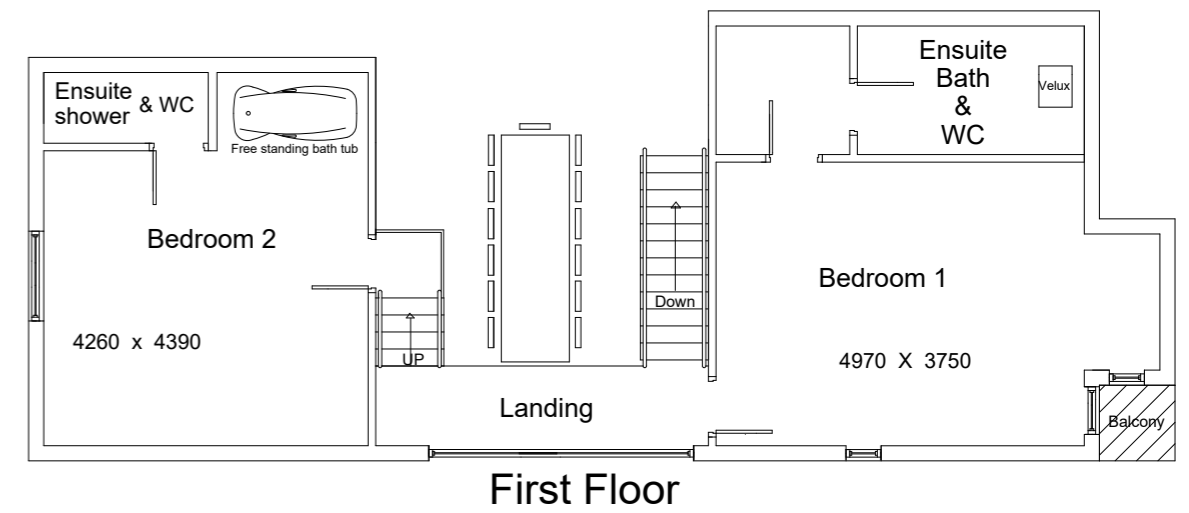 Ensuite
shower & WC
Free standing bath tub
Bedroom 2
4260 x 4390
UP
Landing
Down
Ensuite
Bath
&
WC
Velux
Bedroom 1
4970 X 3750
Balcony
First Floor